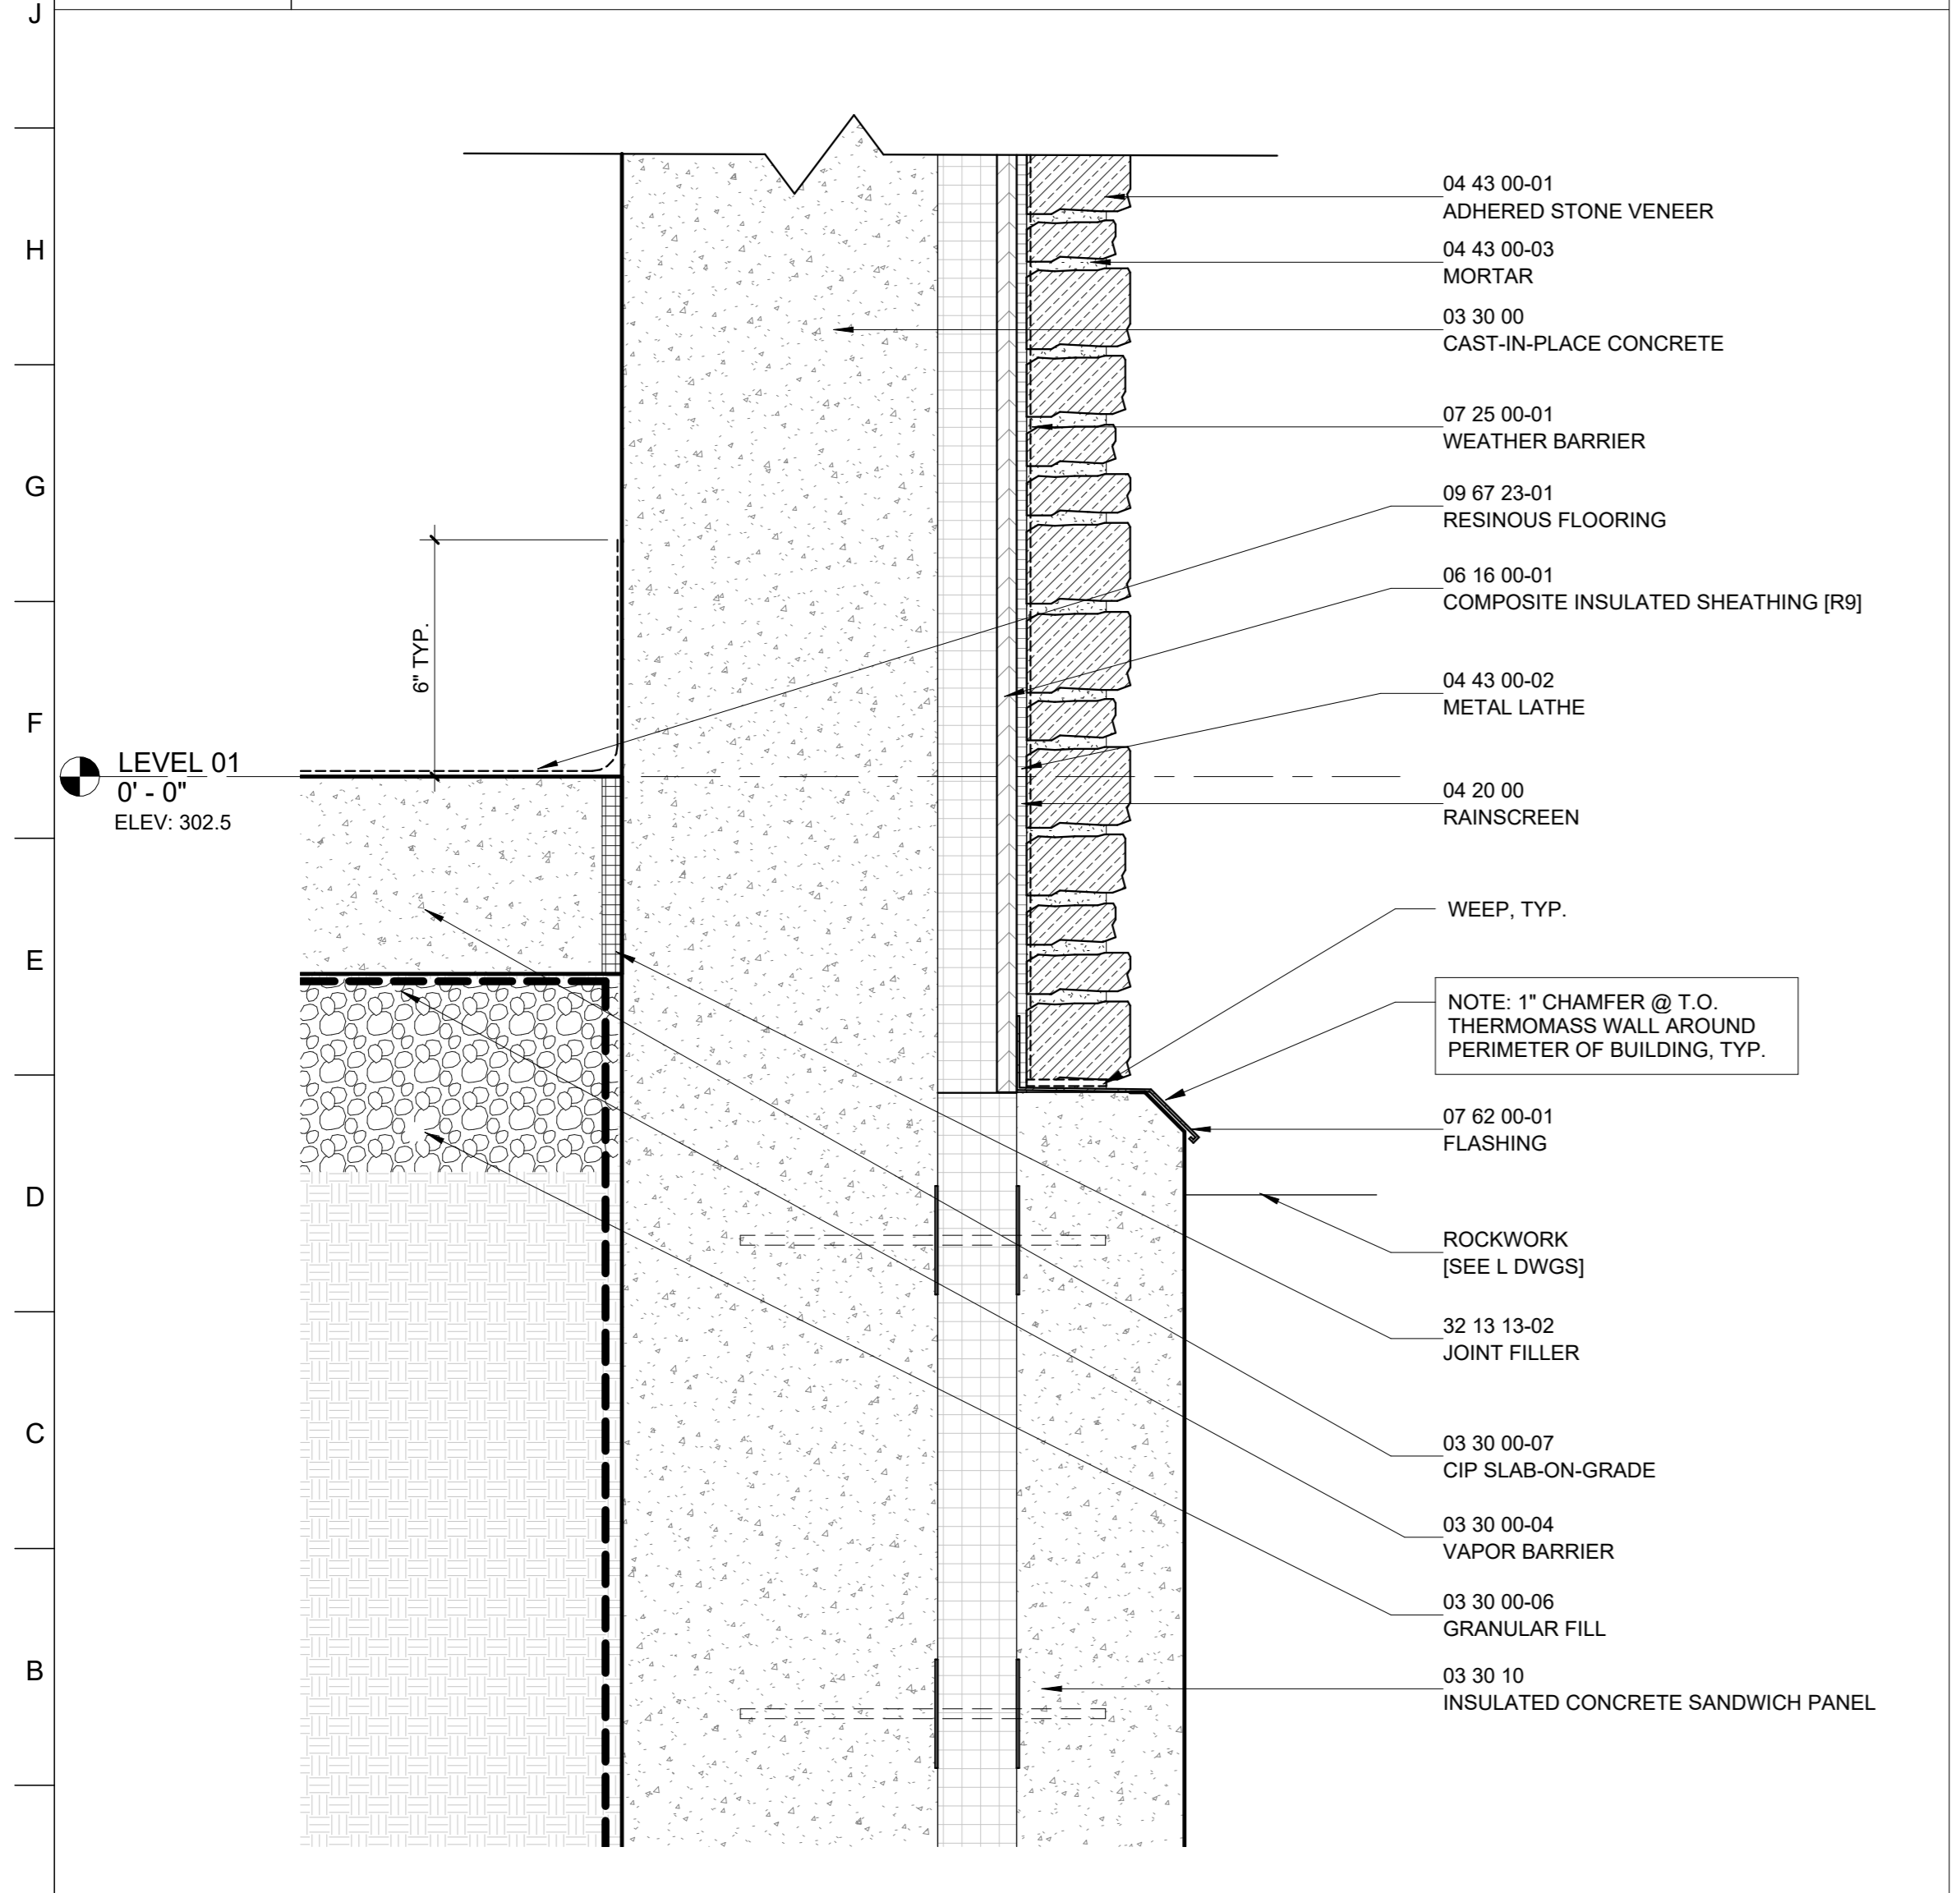 J
H
G
F
E
D
C
B
6" TYP.
LEVEL 01
0' - 0"
ELEV: 302.5
04 43 00-01
ADHERED STONE VENEER
04 43 00-03
MORTAR
03 30 00
CAST-IN-PLACE CONCRETE
07 25 00-01
WEATHER BARRIER
09 67 23-01
RESINOUS FLOORING
06 16 00-01
COMPOSITE INSULATED SHEATHING [R9]
04 43 00-02
METAL LATHE
04 20 00
RAINSCREEN
WEEP, TYP.
NOTE: 1" CHAMFER @ T.O.
THERMOMASS WALL AROUND
PERIMETER OF BUILDING, TYP.
07 62 00-01
FLASHING
ROCKWORK
[SEE L DWGS]
32 13 13-02
JOINT FILLER
03 30 00-07
CIP SLAB-ON-GRADE
03 30 00-04
VAPOR BARRIER
03 30 00-06
GRANULAR FILL
03 30 10
INSULATED CONCRETE SANDWICH PANEL